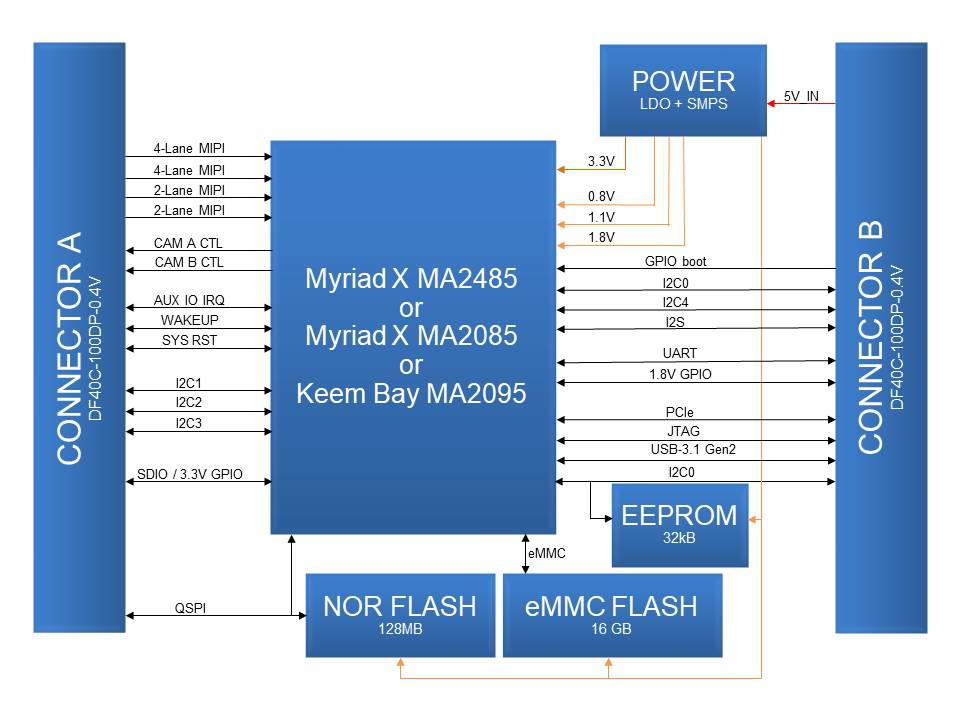 POWER
LDO + SMPS
5V_IN
4-Lane MIPI
4-Lane MIPI
2-Lane MIPI
2-Lane MIPI
CAM A CTL
CAM B CTL
AUX IO IRQ
WAKEUP
SYS RST
I2C1
I2C2
I2C3
SDIO / 3.3V GPIO
QSPI
CONNECTOR A
DF40C-100DP-0.4V
Myriad X MA2485
or
Myriad X MA2085
or
Keem Bay MA2095
3.3V
0.8V
1.1V
1.8V
GPIO boot
I2C0
I2C4
I2S
UART
1.8V GPIO
PCIe
JTAG
USB-3.1 Gen2
I2C0
CONNECTOR B
DF40C-100DP-0.4V
EEPROM
32kB
eMMC
NOR FLASH
128MB
eMMC FLASH
16 GB